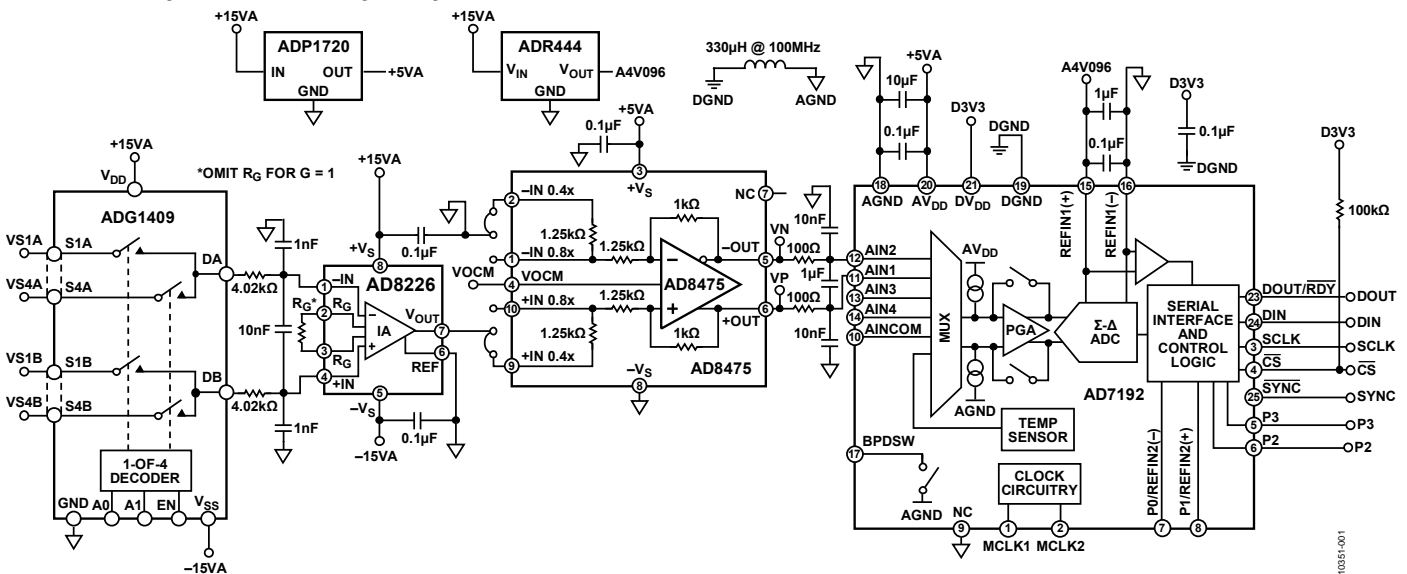 +15VA
ADP1720
IN OUT
GND
+5VA
+15VA
ADR444
VIN VOUT
GND
A4V096
330µH @ 100MHz
DGND AGND
+5VA
10µF
0.1µF
D3V3
DGND
A4V096
1µF
0.1µF
D3V3
0.1µF
DGND
D3V3
100kΩ
+15VA
VDD
*OMIT RG FOR G = 1
ADG1409
VS1A S1A
VS4A S4A
DA
VS1B S1B
VS4B S4B
DB
1-OF-4
DECODER
GND A0 A1 EN VSS
–15VA
4.02kΩ
4.02kΩ
1nF
10nF
1nF
+15VA
0.1µF
+VS
8
AD8226
1 –IN
RG* 2 RG
IA
VOUT 7
3 RG
6
REF
4 +IN
5
–VS
0.1µF
–15VA
+5VA
0.1µF
3
+VS
NC 7
2 –IN 0.4x
1.25kΩ
1kΩ
1 –IN 0.8x
1.25kΩ
–OUT 5
VOCM 4 VOCM
AD8475
10 +IN 0.8x
1.25kΩ
+OUT 6
1.25kΩ
1kΩ
9 +IN 0.4x
–VS
8
AD8475
VN
100Ω
VP
100Ω
10nF
1µF
10nF
18 20 21 19 15 16
AGND AVDD DVDD DGND REFIN1(+) REFIN1(–)
12 AIN2
11 AIN1
13 AIN3
14 AIN4
10 AINCOM
MUX
AVDD
PGA
AGND
Σ-Δ
ADC
SERIAL
INTERFACE
AND
CONTROL
LOGIC
AD7192
TEMP
SENSOR
17 BPDSW
AGND
NC
9
CLOCK
CIRCUITRY
1 2
MCLK1 MCLK2
P0/REFIN2(–)
P1/REFIN2(+)
7 8
DOUT/RDY
23 DOUT
DIN
24 DIN
SCLK
3 SCLK
CS
4 CS
SYNC
25 SYNC
P3
5 P3
P2
6 P2
10351-001